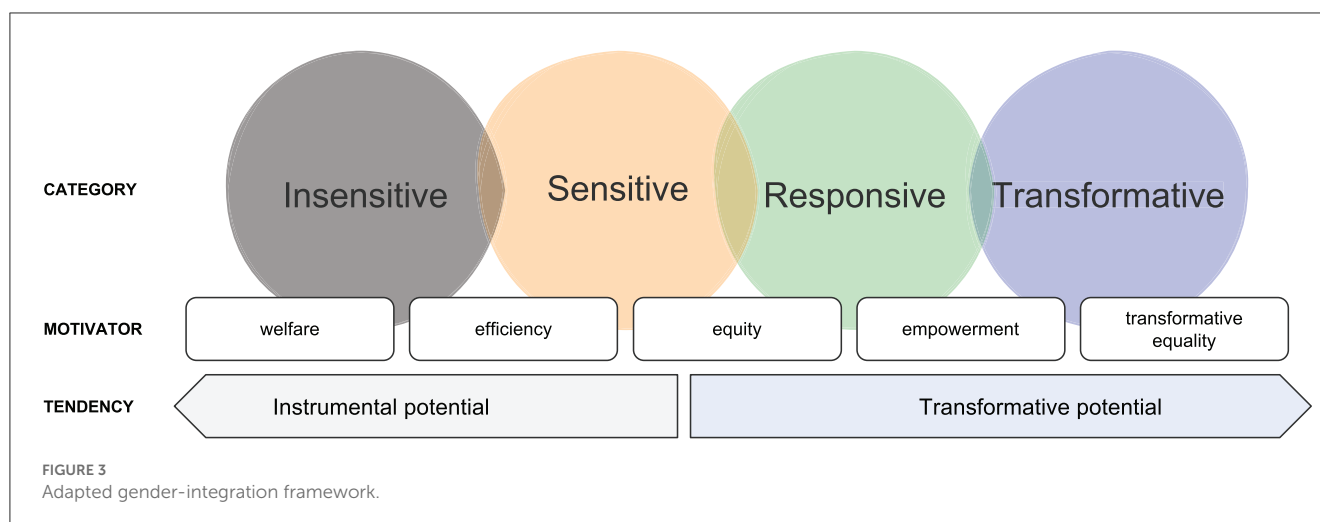 CATEGORY
Insensitive
Sensitive
Responsive
Transformative
MOTIVATOR
welfare
efficiency
equity
empowerment
transformative
equality
TENDENCY
Instrumental potential
Transformative potential
FIGURE 3
Adapted gender-integration framework.